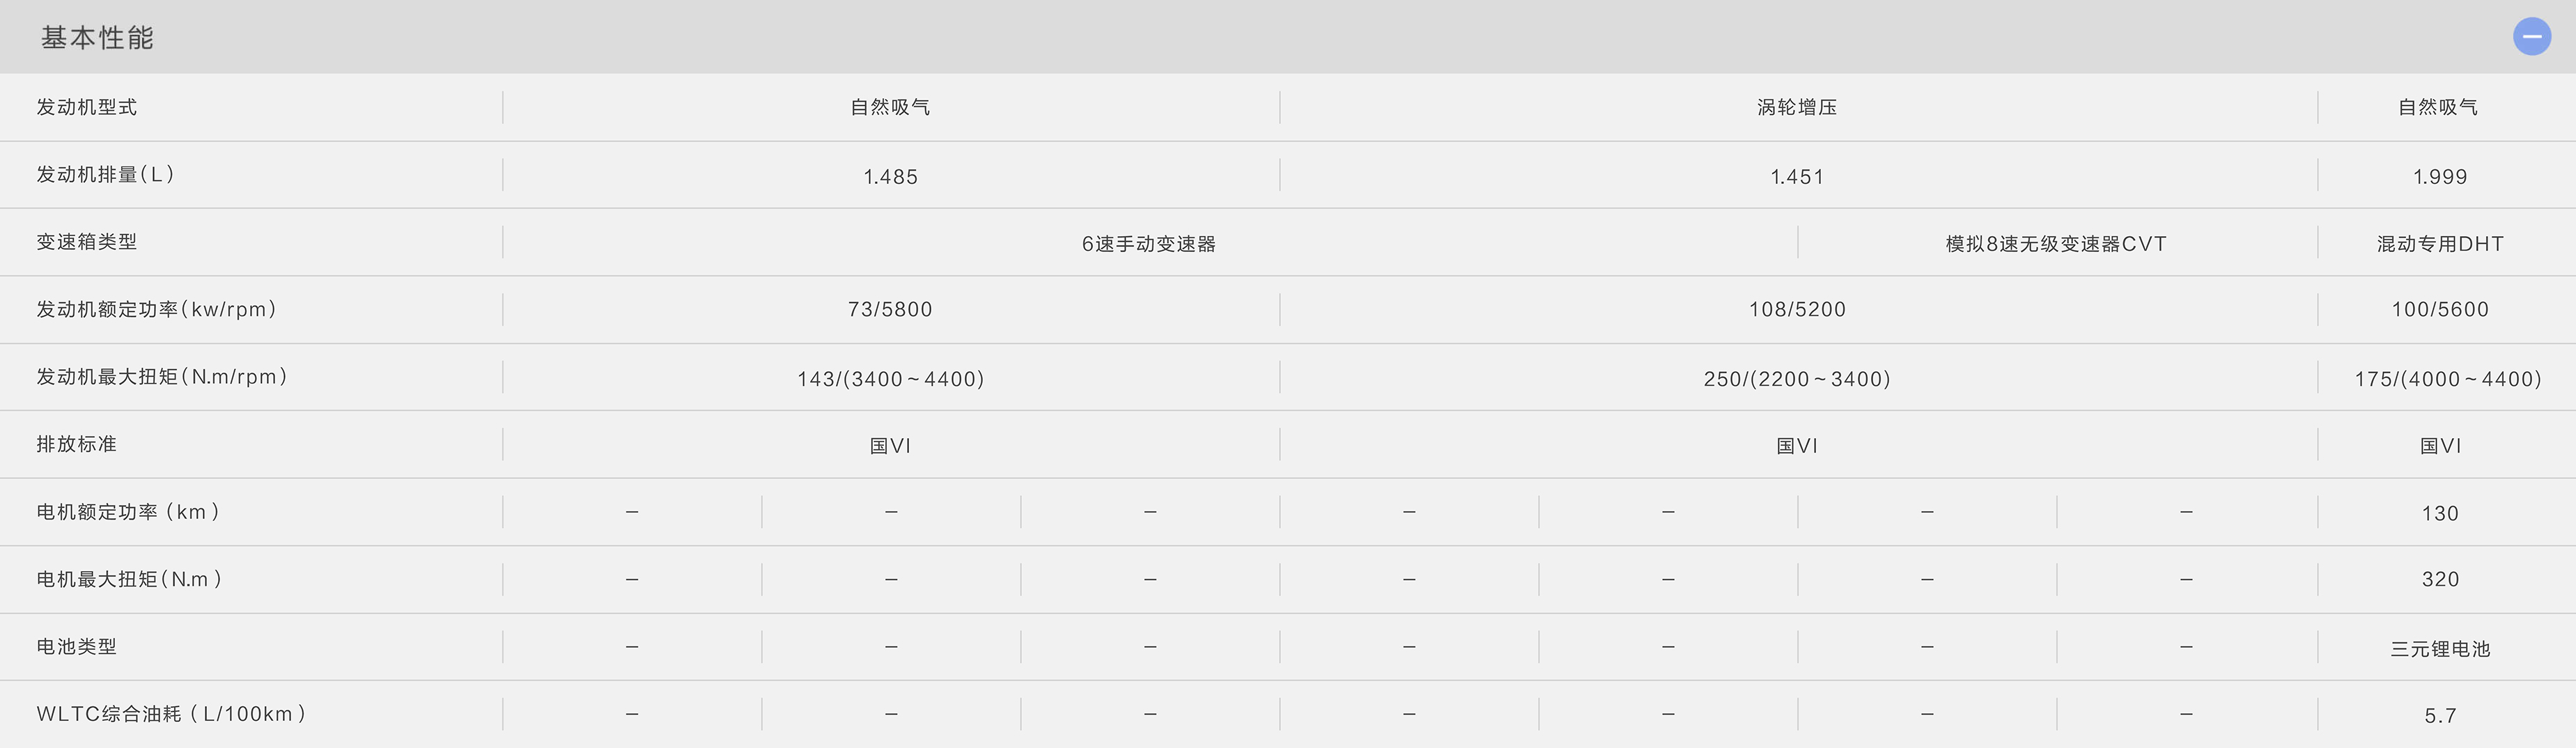 基本性能
发动机型式 自然吸气 涡轮增压 自然吸气
发动机排量(L) 1.485 1.451 1.999
变速箱类型 6速手动变速器 模拟8速无级变速器CVT 混动专用DHT
发动机额定功率(kw/rpm) 73/5800 108/5200 100/5600
发动机最大扭矩(N.m/rpm) 143/(3400~4400) 250/(2200~3400) 175/(4000~4400)
排放标准 国VI 国VI 国VI
电机额定功率(km) – – – – – – – 130
电机最大扭矩(N.m) – – – – – – – 320
电池类型 – – – – – – – 三元锂电池
WLTC综合油耗(L/100km) – – – – – – – 5.7